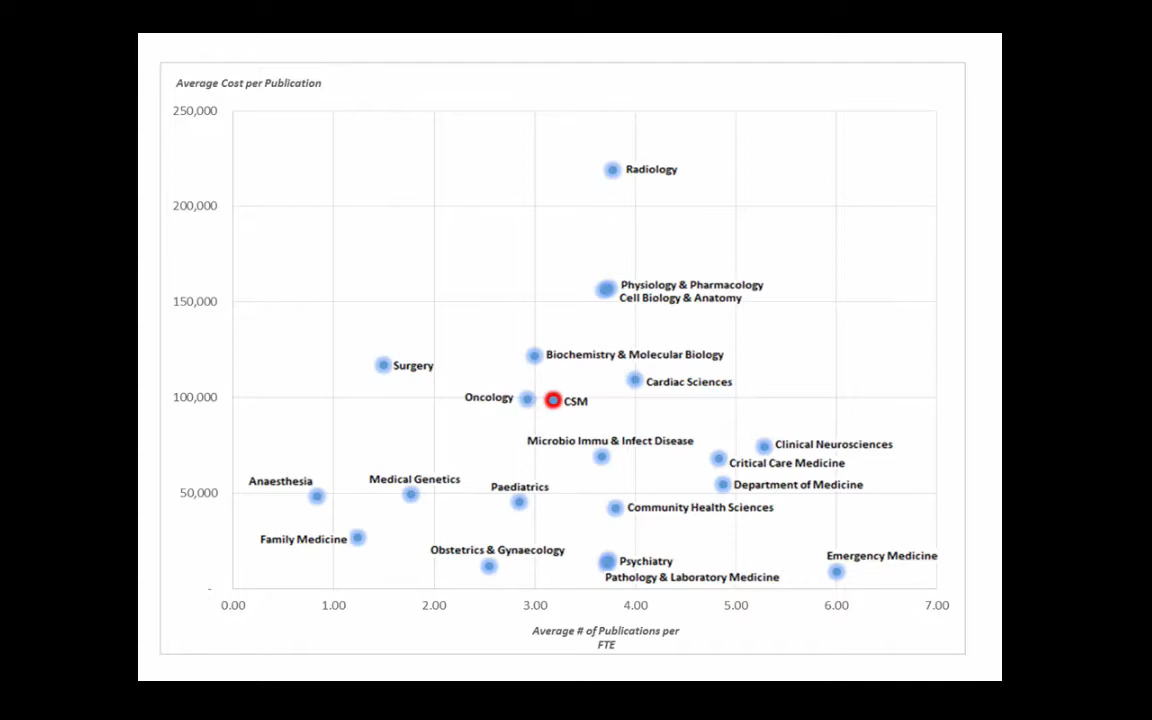 Average Cost per Publication
250,000
Radiology
200,000
Physiology & Pharmacology
Cell Biology & Anatomy
150,000
Biochemistry & Molecular Biology
Surgery
Cardiac Sciences
100,000
Oncology
CSM
Microbio Immu & Infect Disease
Clinical Neurosciences
Critical Care Medicine
Anaesthesia
Medical Genetics
Paediatrics
Department of Medicine
50,000
Community Health Sciences
Family Medicine
Obstetrics & Gynaecology
Psychiatry
Pathology & Laboratory Medicine
Emergency Medicine
-
0.00 1.00 2.00 3.00 4.00 5.00 6.00 7.00
Average # of Publications per
FTE